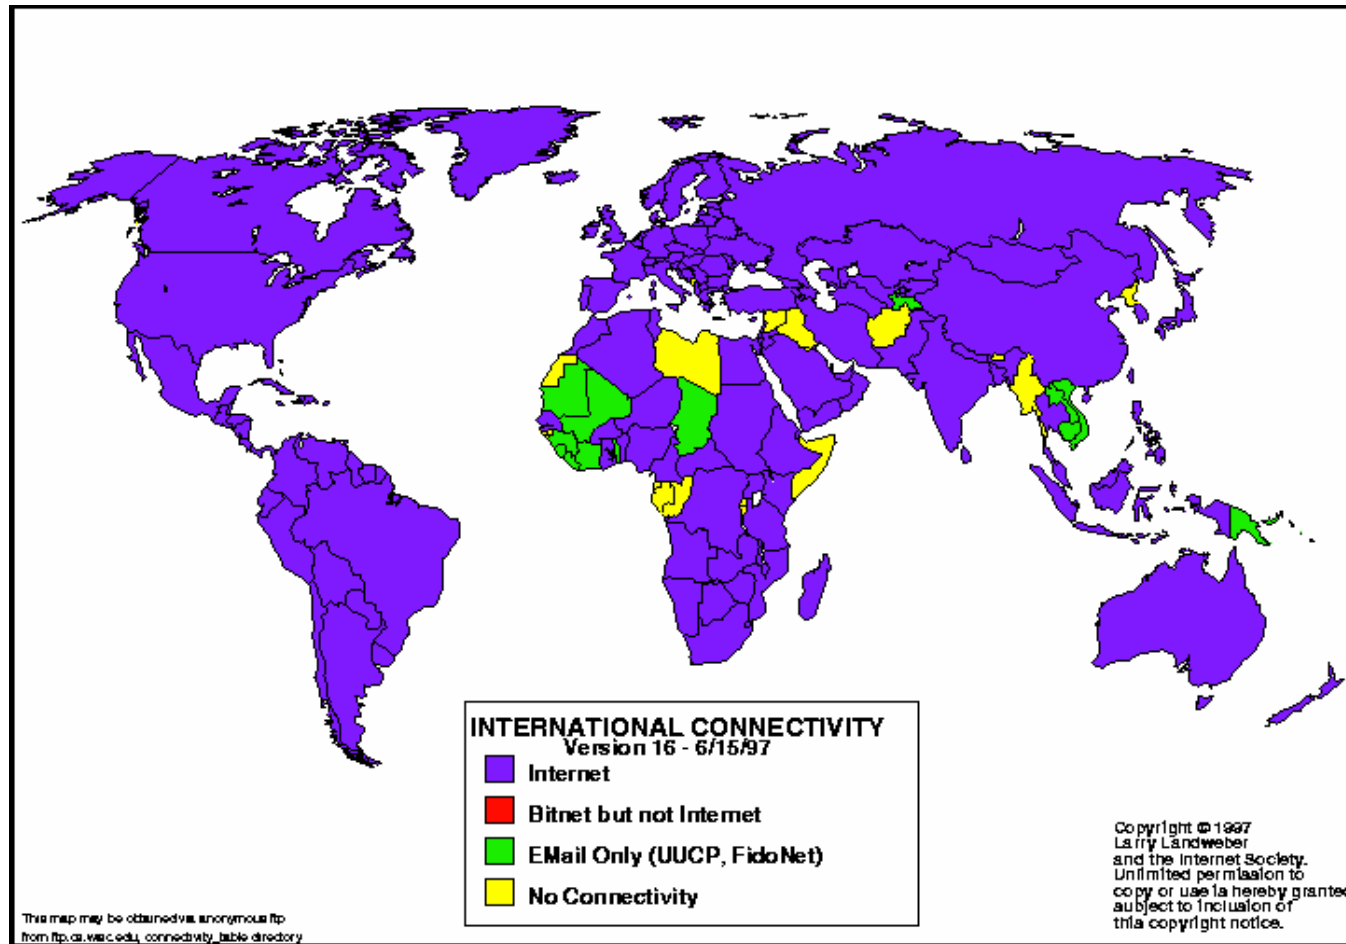 INTERNATIONAL CONNECTIVITY
Version 16 - 6/15/97
Internet
Bitnet but not Internet
EMail Only (UUCP, FidoNet)
No Connectivity
This map may be obtained via anonymous ftp
from ftp.cs.wisc.edu, connectivity_table directory
Copyright © 1997
Larry Landweber
and the Internet Society.
Unlimited permission to
copy or use is hereby granted
subject to inclusion of
this copyright notice.